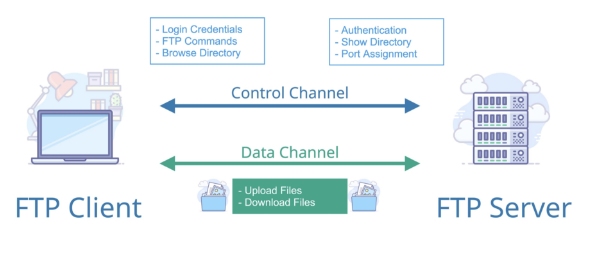 - Login Credentials
- FTP Commands
- Browse Directory
- Authentication
- Show Directory
- Port Assignment
Control Channel
Data Channel
- Upload Files
- Download Files
FTP Client
FTP Server